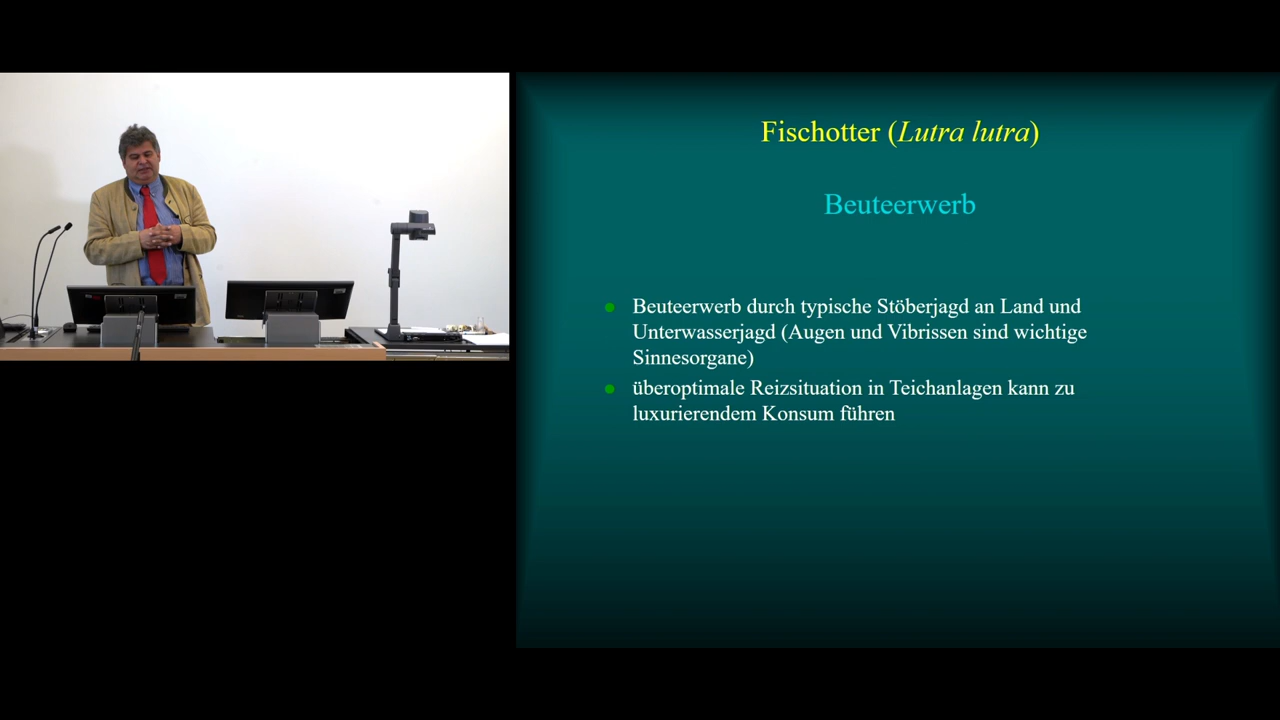 Fischotter (Lutra lutra)
Beuteerwerb
Beuteerwerb durch typische Stöberjagd an Land und
Unterwasserjagd (Augen und Vibrissen sind wichtige
Sinnesorgane)
überoptimale Reizsituation in Teichanlagen kann zu
luxurierendem Konsum führen